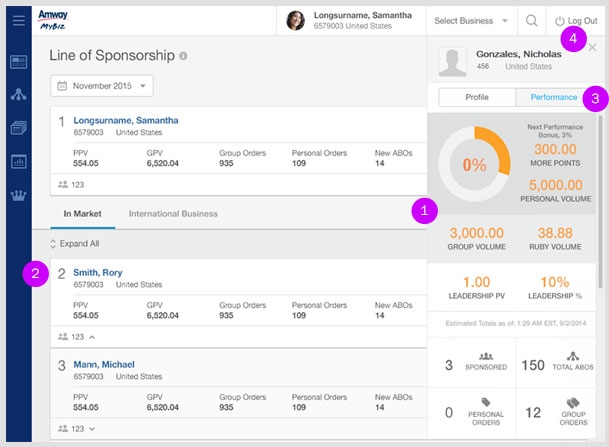 Amway
MyBiz
Longsurname, Samantha
6579003 United States
Select Business
Log Out
4
Line of Sponsorship
November 2015
1 Longsurname, Samantha
6579003 United States
PPV GPV Group Orders Personal Orders New ABOs
554.05 6,520.04 935 109 14
123
In Market International Business
Expand All
2
2 Smith, Rory
6579003 United States
PPV GPV Group Orders Personal Orders New ABOs
554.05 6,520.04 935 109 14
123
3 Mann, Michael
6579003 United States
PPV GPV Group Orders Personal Orders New ABOs
554.05 6,520.04 935 109 14
123
Gonzales, Nicholas
456 United States
Profile Performance
3
0%
Next Performance
Bonus, 3%
300.00
MORE POINTS
5,000.00
PERSONAL VOLUME
1
3,000.00 38.88
GROUP VOLUME RUBY VOLUME
1.00 10%
LEADERSHIP PV LEADERSHIP %
Estimated Totals as of: 1:29 AM EST, 9/2/2014
3 SPONSORED 150 TOTAL ABOS
0 PERSONAL ORDERS 12 GROUP ORDERS